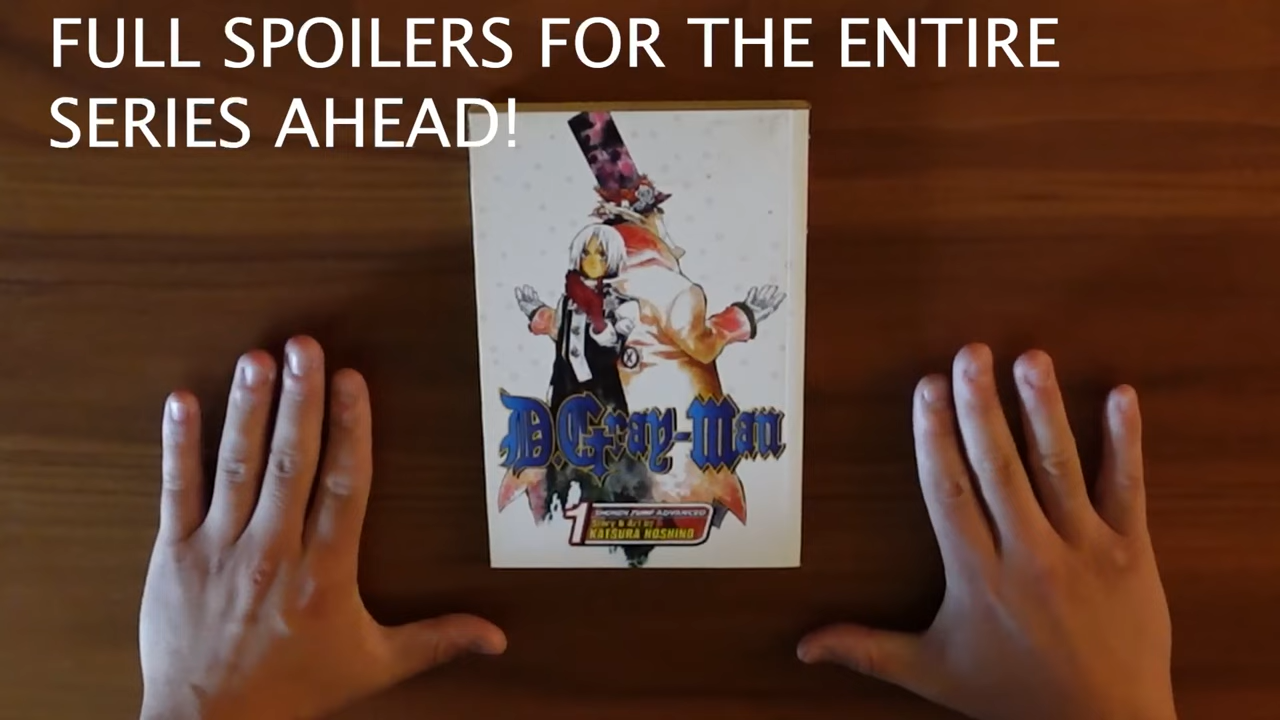 FULL SPOILERS FOR THE ENTIRE
SERIES AHEAD!
D.Gray-Man
1
SHONEN JUMP ADVANCED
Story & Art by
KATSURA HOSHINO